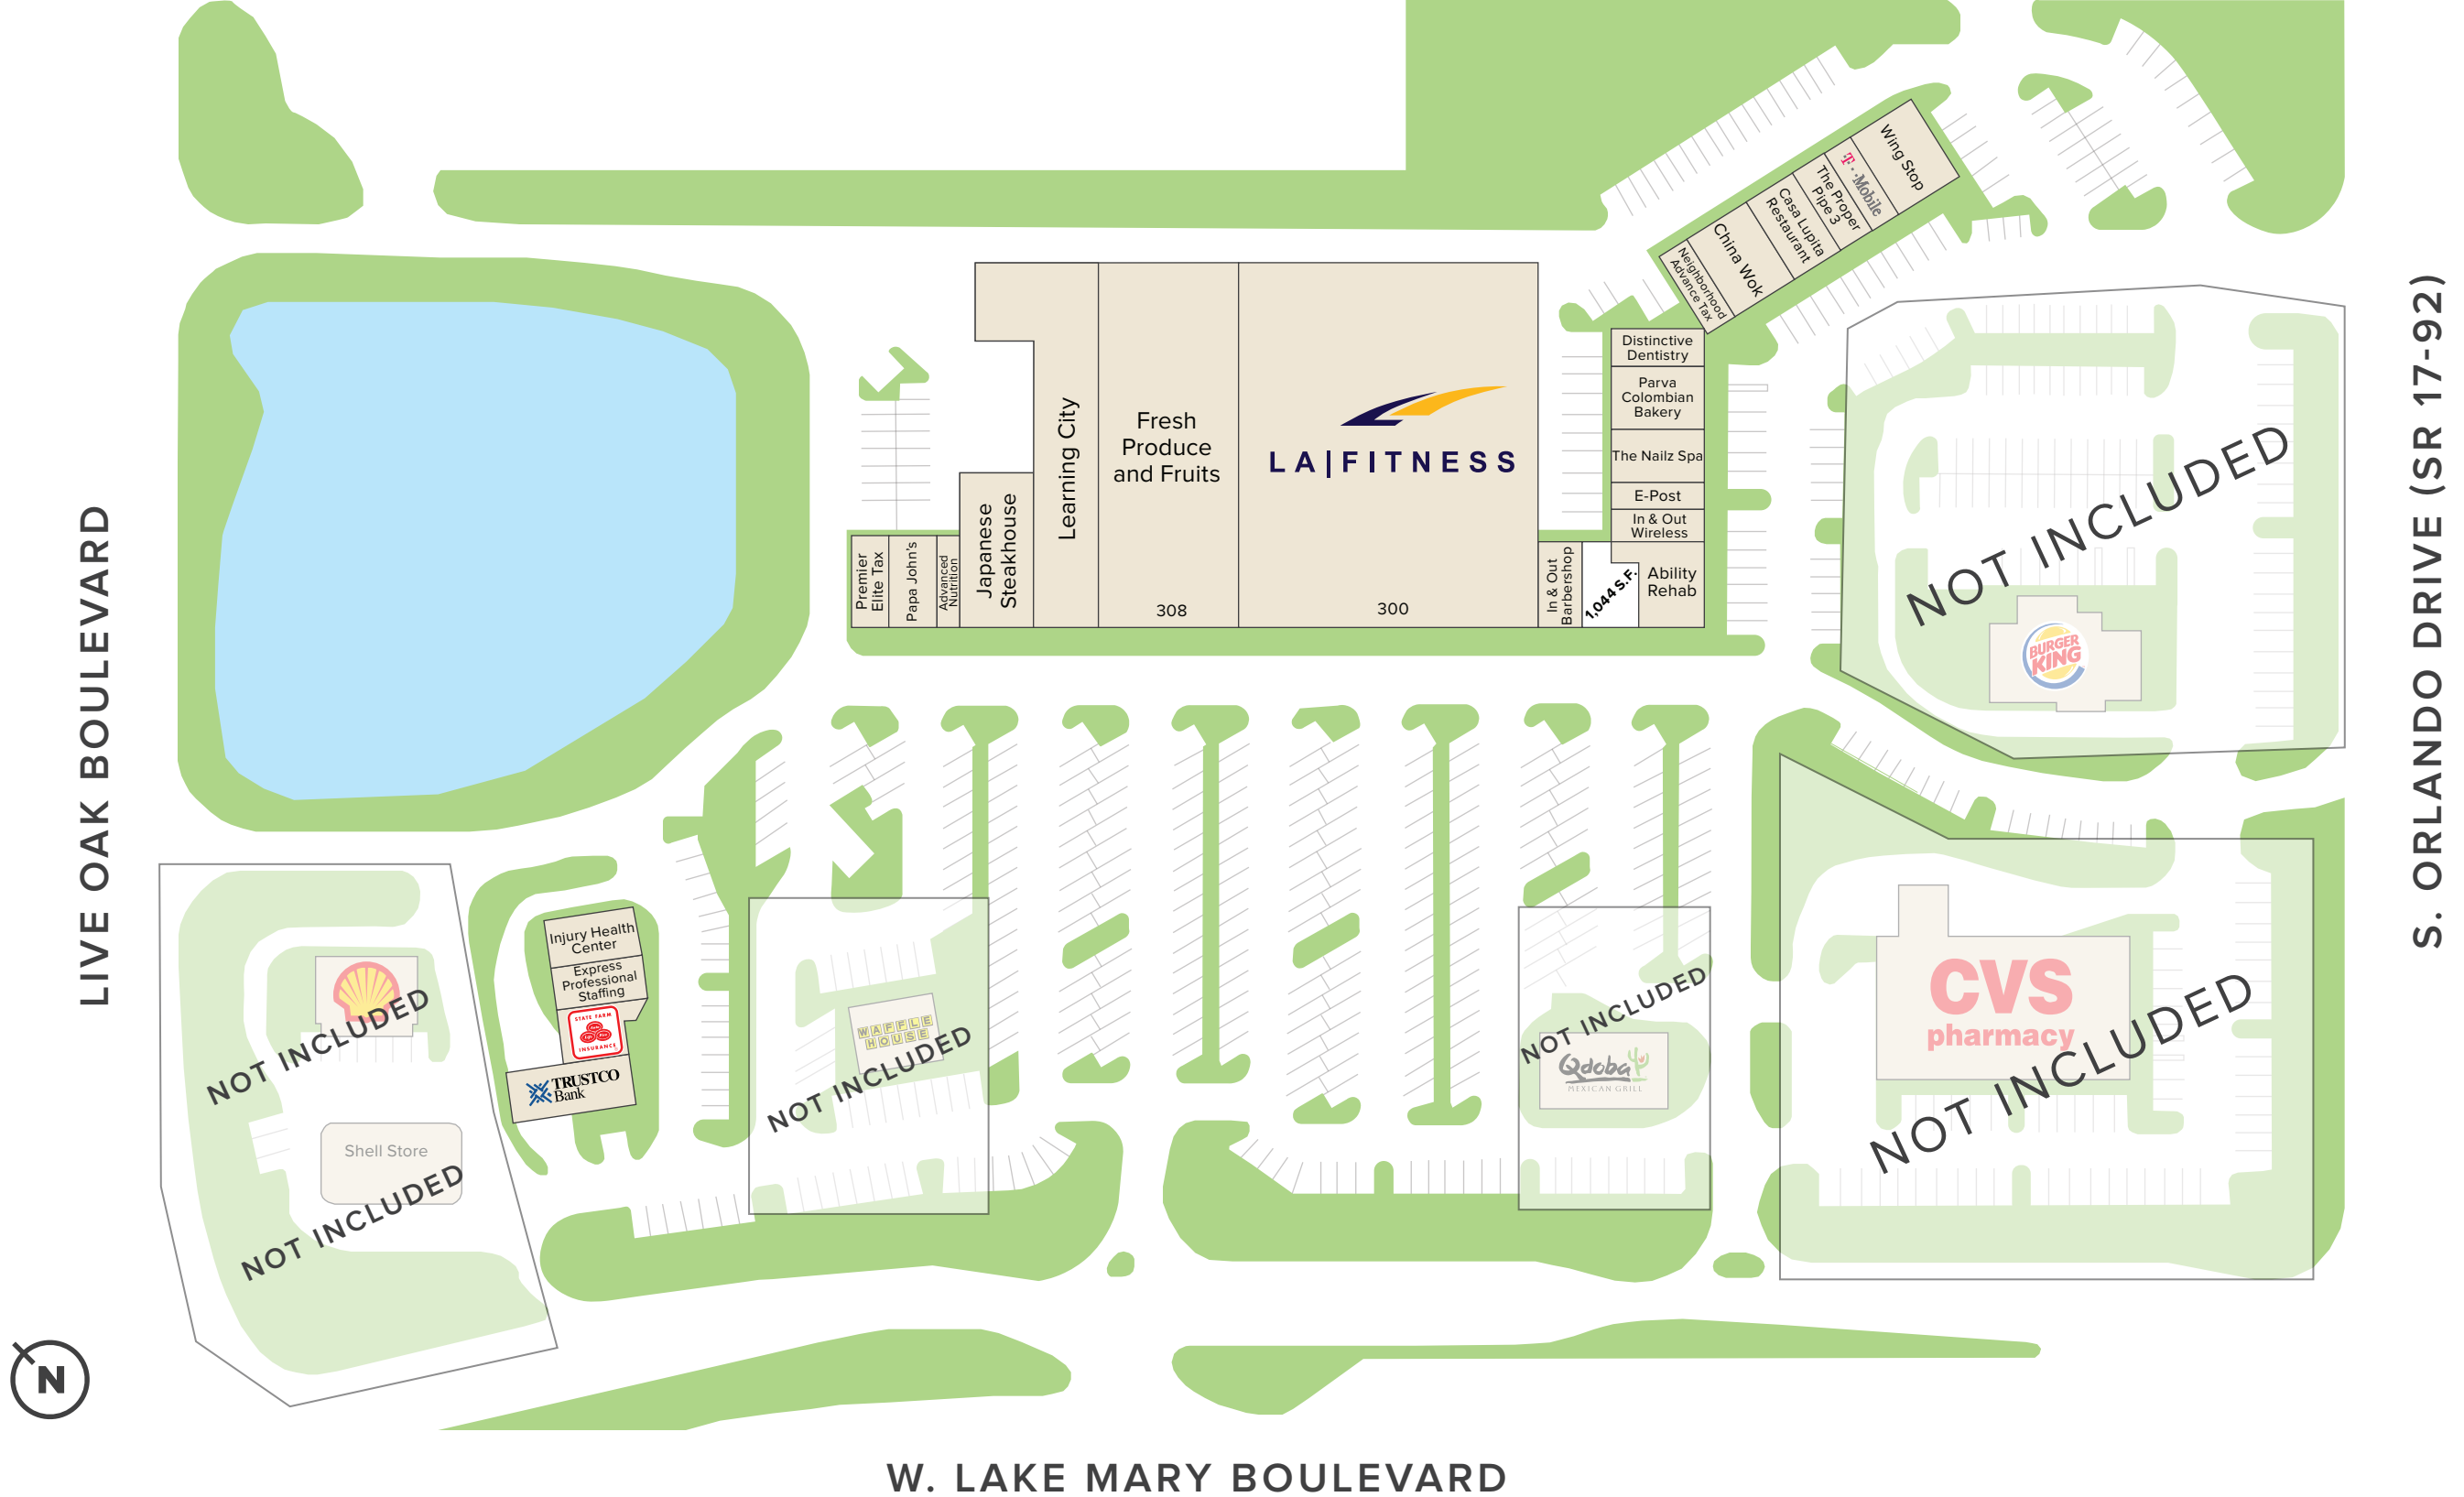 Wing Stop
T··Mobile
The Proper
Pipe 3
Casa Lupita
Restaurant
China Wok
Neighborhood
Advance Tax
Distinctive
Dentistry
Parva
Colombian
Bakery
The Nailz Spa
E-Post
In & Out
Wireless
Ability
Rehab
1,044 S.F.
In & Out
Barbershop
LA|FITNESS
300
Fresh
Produce
and Fruits
308
Learning City
Japanese
Steakhouse
Advanced
Nutrition
Papa John's
Premier
Elite Tax
NOT INCLUDED
BURGER
KING
LIVE OAK BOULEVARD
S. ORLANDO DRIVE (SR 17-92)
Injury Health
Center
Express
Professional
Staffing
STATE FARM
INSURANCE
TRUSTCO
Bank
NOT INCLUDED
Shell Store
NOT INCLUDED
WAFFLE
HOUSE
NOT INCLUDED
NOT INCLUDED
Qdoba
MEXICAN GRILL
CVS
pharmacy
NOT INCLUDED
N
W. LAKE MARY BOULEVARD